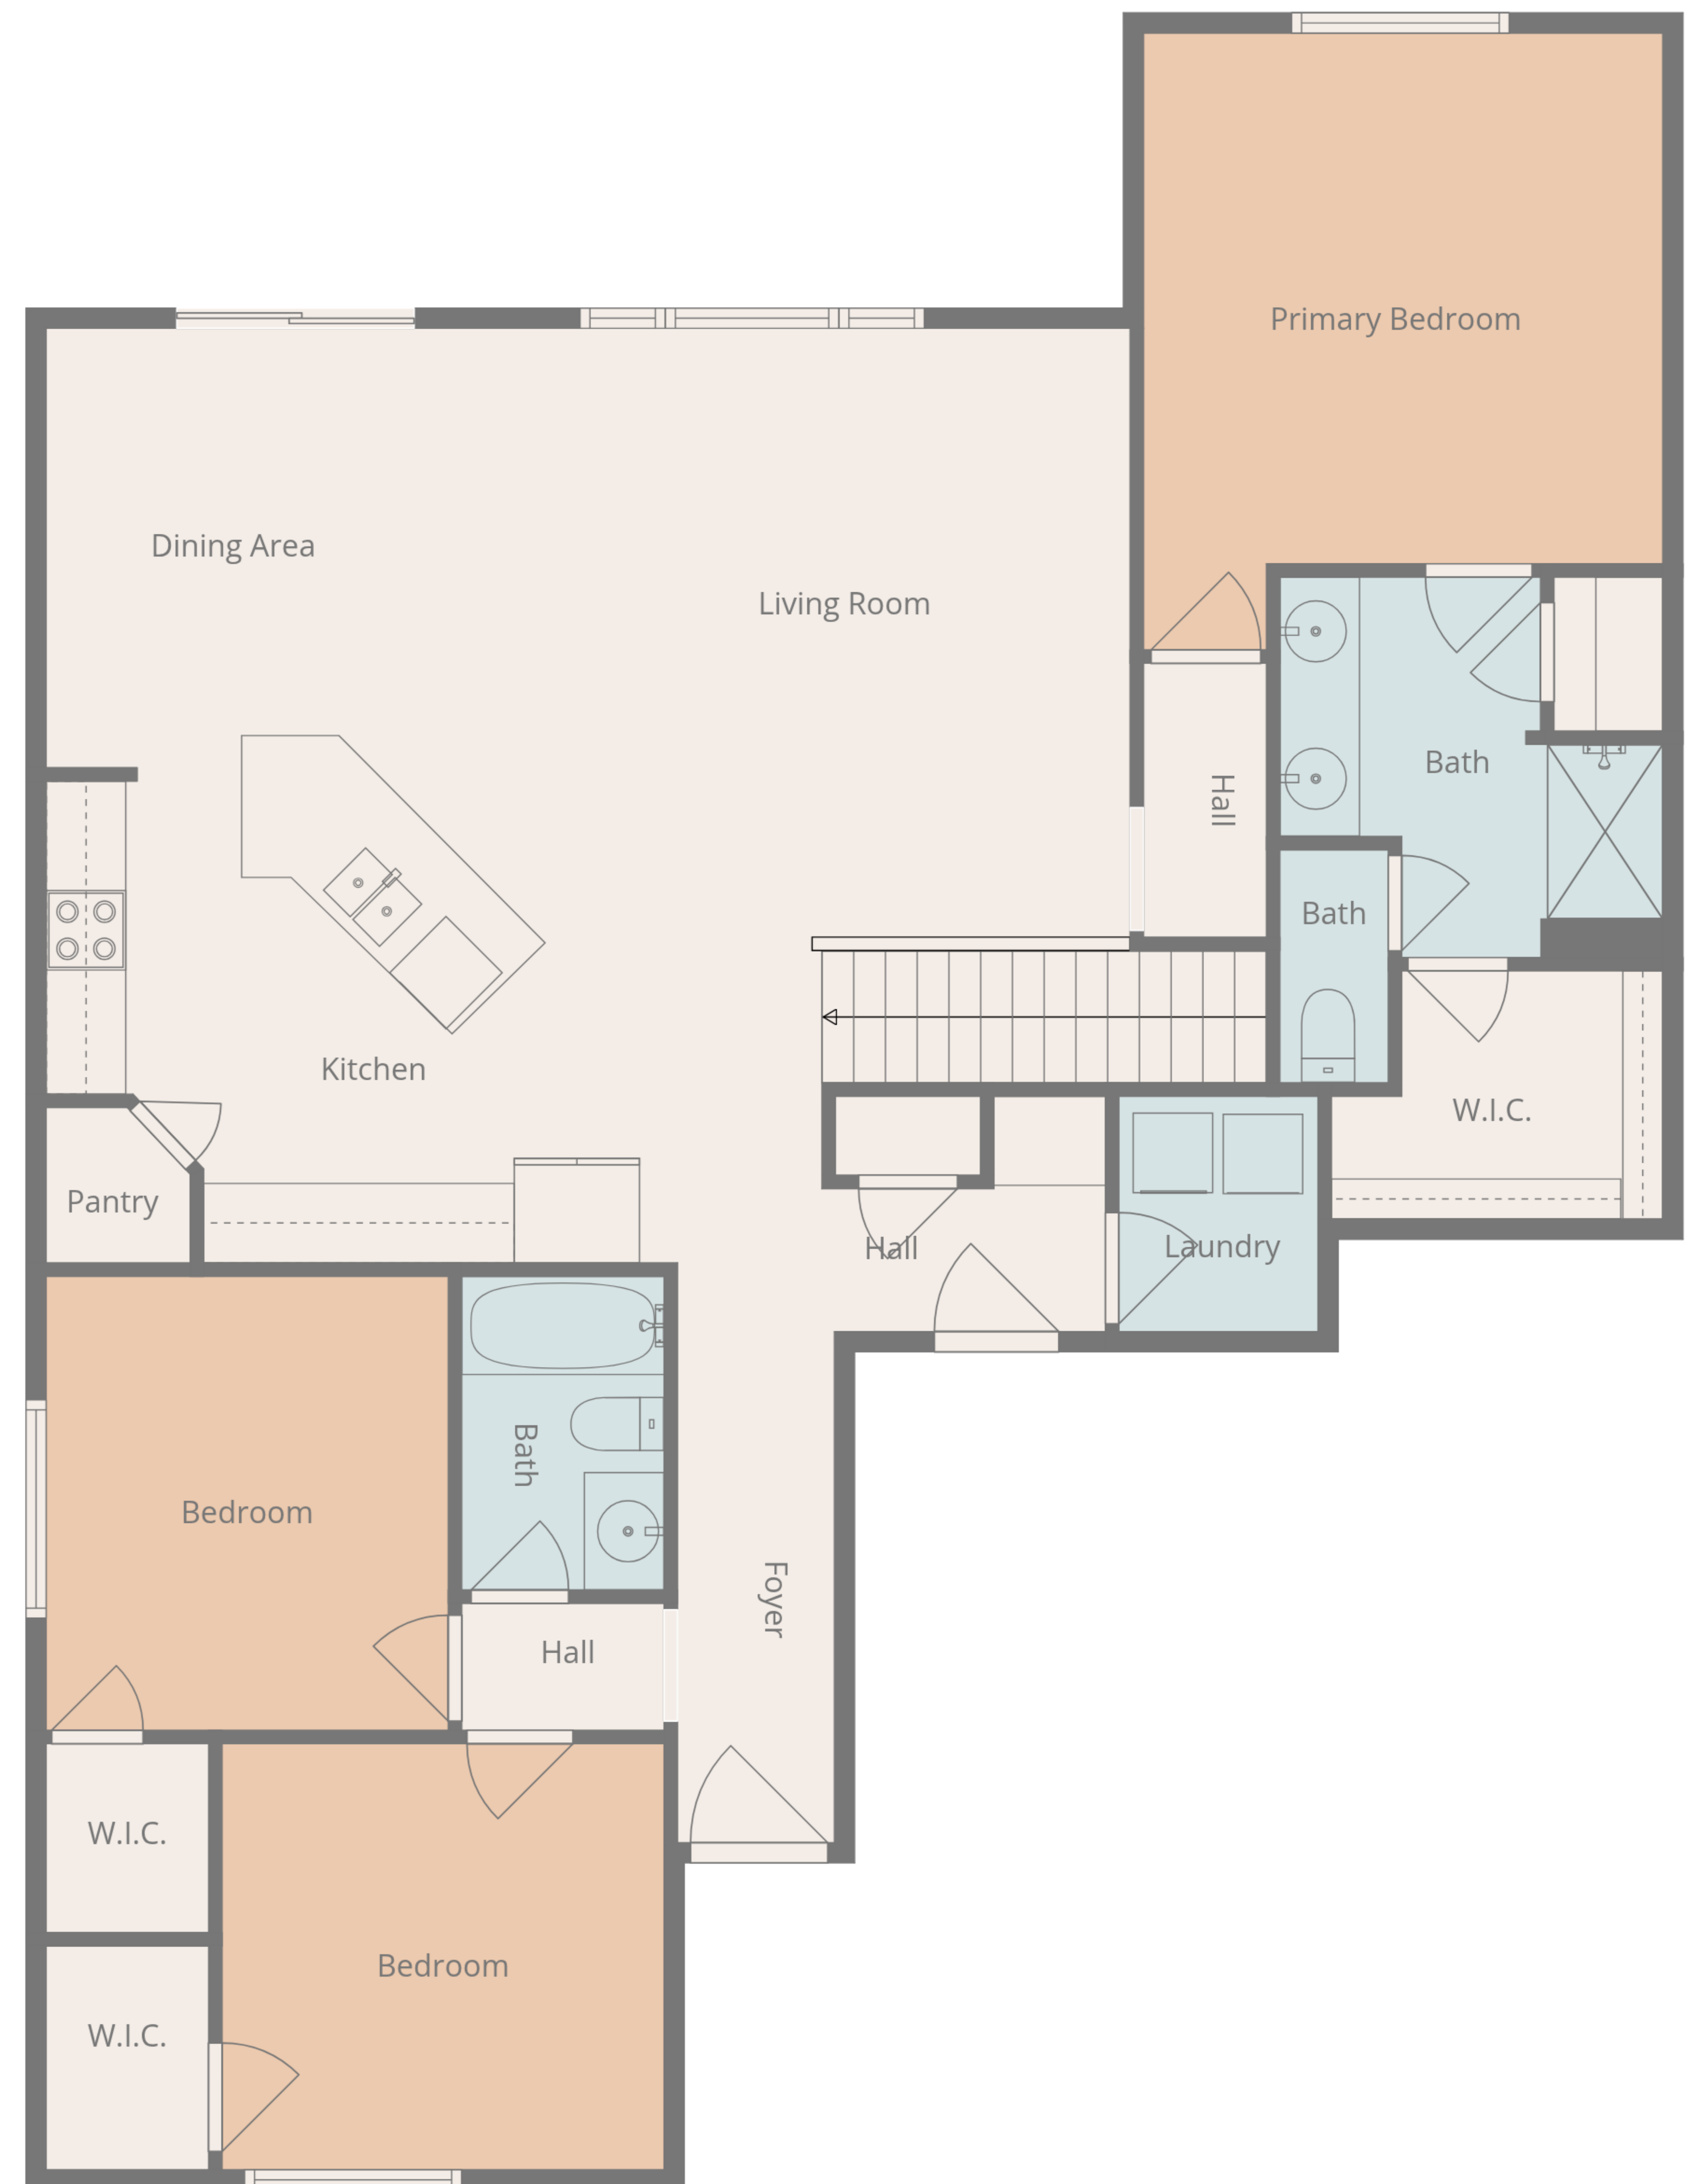 Primary Bedroom
Dining Area
Living Room
Bath
Hall
Bath
Kitchen
W.I.C.
Pantry
Hall
Laundry
Bath
Bedroom
Foyer
Hall
W.I.C.
Bedroom
W.I.C.